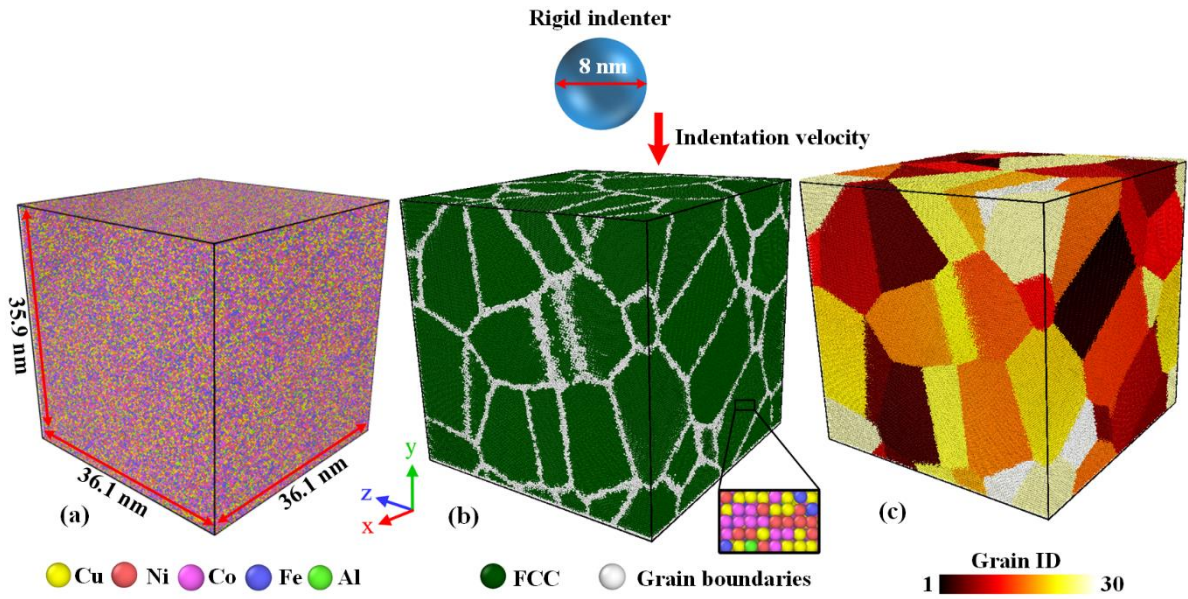 Rigid indenter
8 nm
Indentation velocity
35.9 nm
36.1 nm
36.1 nm
y
z
x
(a)
(b)
(c)
Cu Ni Co Fe Al
FCC Grain boundaries
Grain ID
1 30